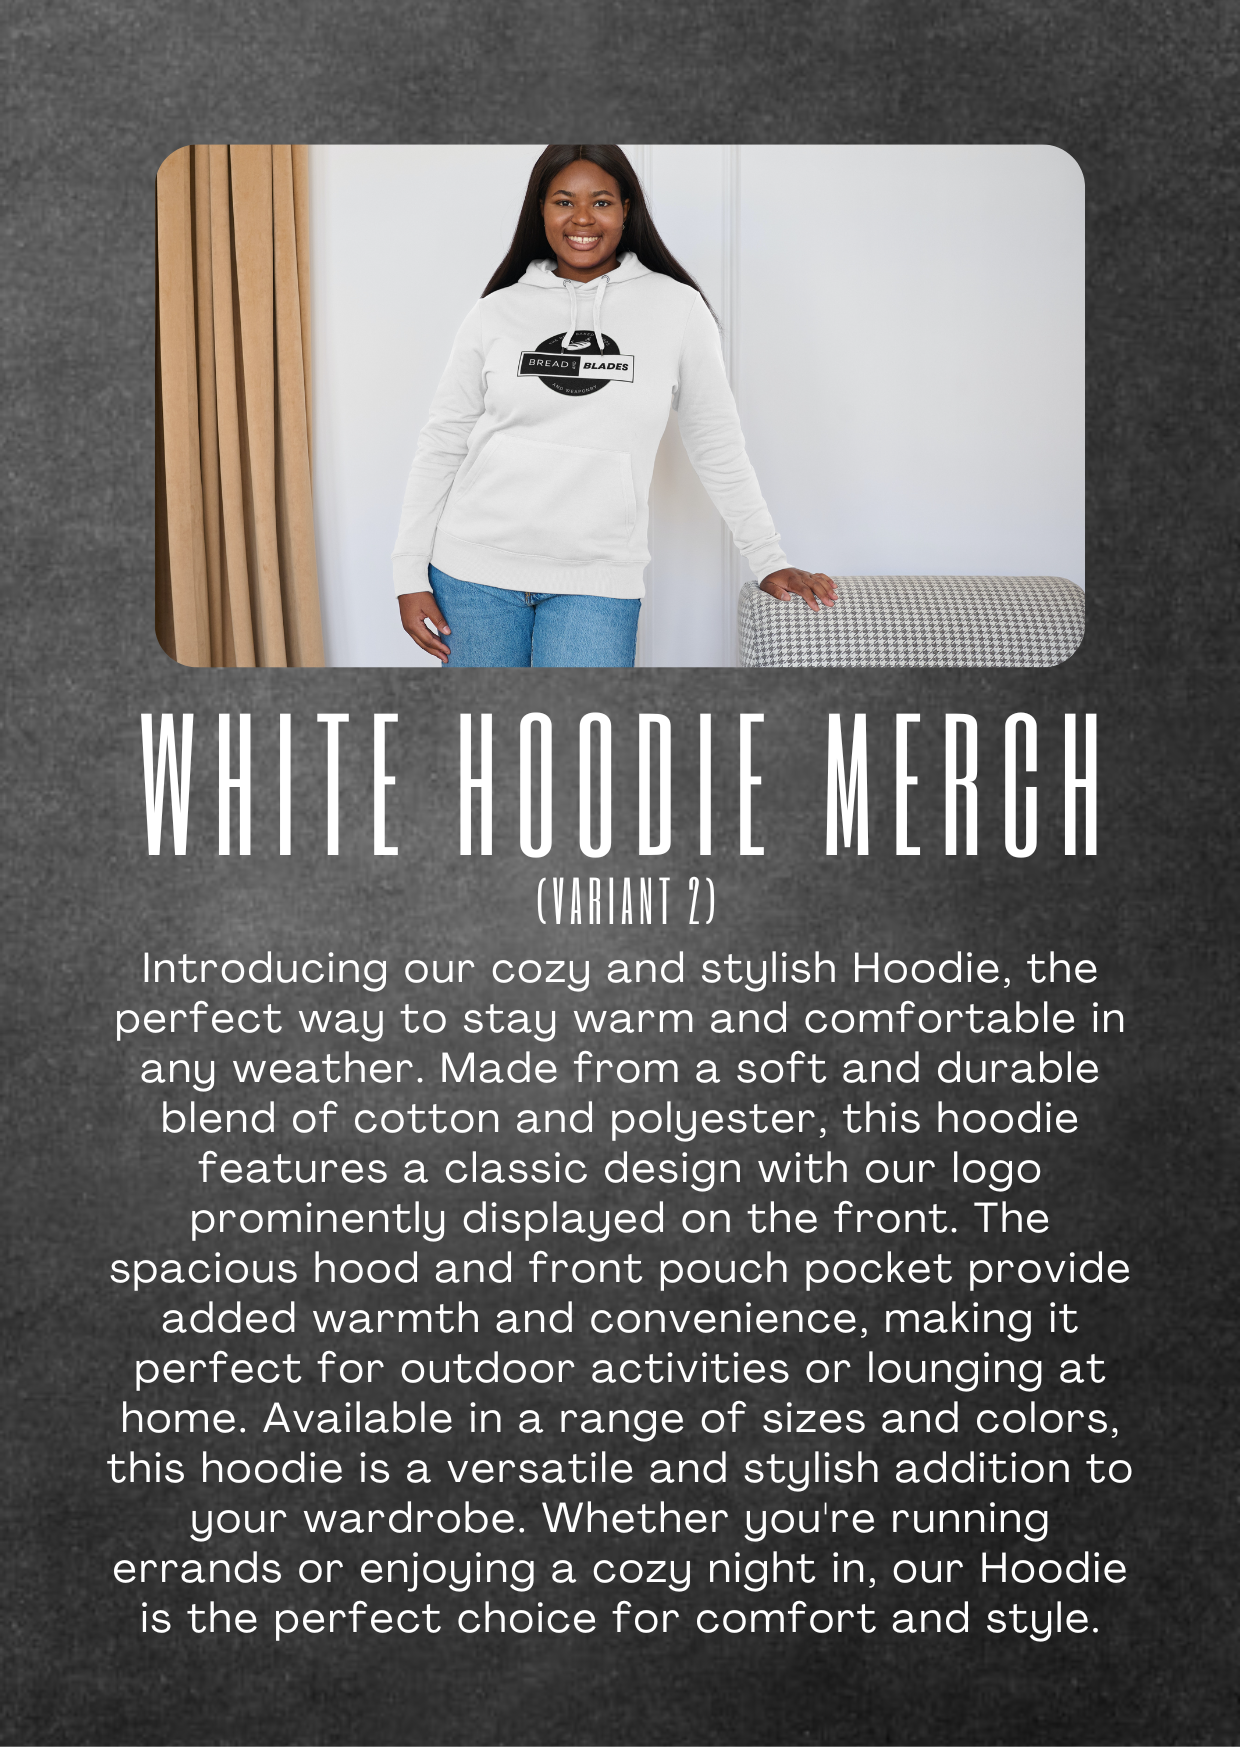 BREAD & BLADES
AND WEAPONRY
WHITE HOODIE MERCH
(VARIANT 2)
Introducing our cozy and stylish Hoodie, the
perfect way to stay warm and comfortable in
any weather. Made from a soft and durable
blend of cotton and polyester, this hoodie
features a classic design with our logo
prominently displayed on the front. The
spacious hood and front pouch pocket provide
added warmth and convenience, making it
perfect for outdoor activities or lounging at
home. Available in a range of sizes and colors,
this hoodie is a versatile and stylish addition to
your wardrobe. Whether you're running
errands or enjoying a cozy night in, our Hoodie
is the perfect choice for comfort and style.